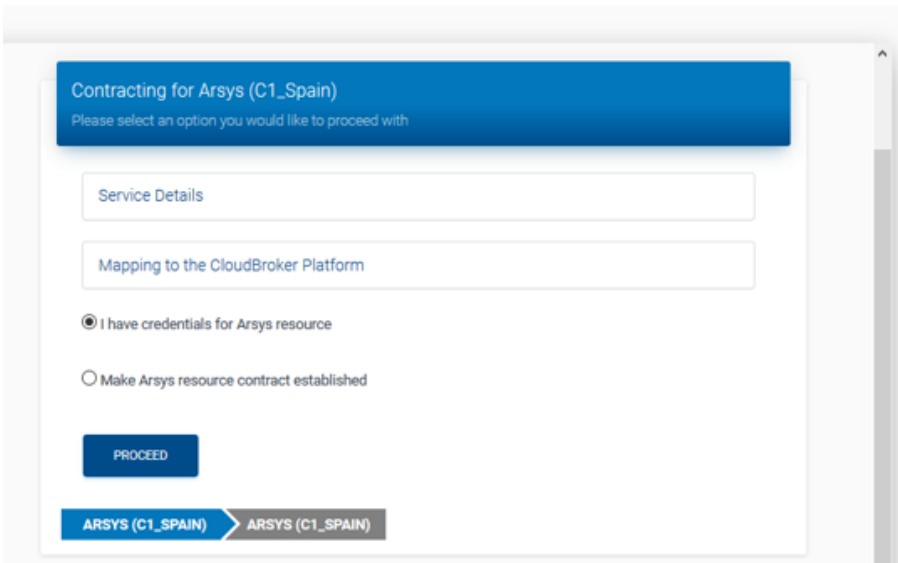 Contracting for Arsys (C1_Spain)
Please select an option you would like to proceed with
Service Details
Mapping to the CloudBroker Platform
I have credentials for Arsys resource
Make Arsys resource contract established
PROCEED
ARSYS (C1_SPAIN) ARSYS (C1_SPAIN)